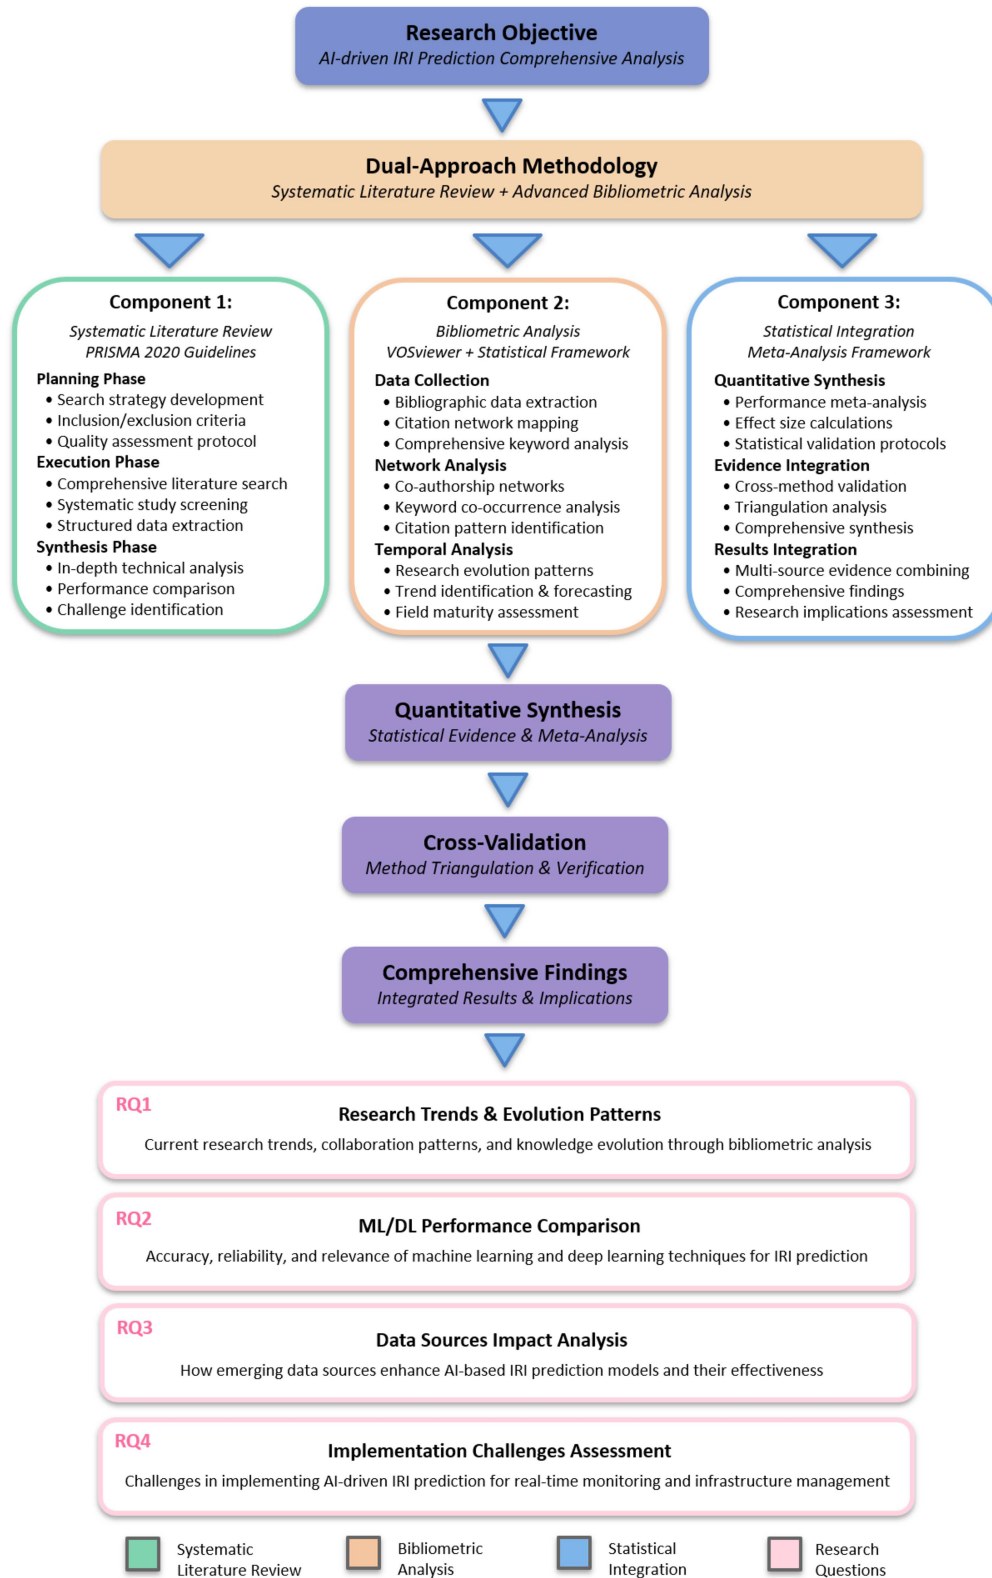 Research Objective
AI-driven IRI Prediction Comprehensive Analysis
Dual-Approach Methodology
Systematic Literature Review + Advanced Bibliometric Analysis
Component 1:
Systematic Literature Review
PRISMA 2020 Guidelines
Planning Phase
• Search strategy development
• Inclusion/exclusion criteria
• Quality assessment protocol
Execution Phase
• Comprehensive literature search
• Systematic study screening
• Structured data extraction
Synthesis Phase
• In-depth technical analysis
• Performance comparison
• Challenge identification
Component 2:
Bibliometric Analysis
VOSviewer + Statistical Framework
Data Collection
• Bibliographic data extraction
• Citation network mapping
• Comprehensive keyword analysis
Network Analysis
• Co-authorship networks
• Keyword co-occurrence analysis
• Citation pattern identification
Temporal Analysis
• Research evolution patterns
• Trend identification & forecasting
• Field maturity assessment
Component 3:
Statistical Integration
Meta-Analysis Framework
Quantitative Synthesis
• Performance meta-analysis
• Effect size calculations
• Statistical validation protocols
Evidence Integration
• Cross-method validation
• Triangulation analysis
• Comprehensive synthesis
Results Integration
• Multi-source evidence combining
• Comprehensive findings
• Research implications assessment
Quantitative Synthesis
Statistical Evidence & Meta-Analysis
Cross-Validation
Method Triangulation & Verification
Comprehensive Findings
Integrated Results & Implications
RQ1
Research Trends & Evolution Patterns
Current research trends, collaboration patterns, and knowledge evolution through bibliometric analysis
RQ2
ML/DL Performance Comparison
Accuracy, reliability, and relevance of machine learning and deep learning techniques for IRI prediction
RQ3
Data Sources Impact Analysis
How emerging data sources enhance AI-based IRI prediction models and their effectiveness
RQ4
Implementation Challenges Assessment
Challenges in implementing AI-driven IRI prediction for real-time monitoring and infrastructure management
Systematic
Literature Review
Bibliometric
Analysis
Statistical
Integration
Research
Questions